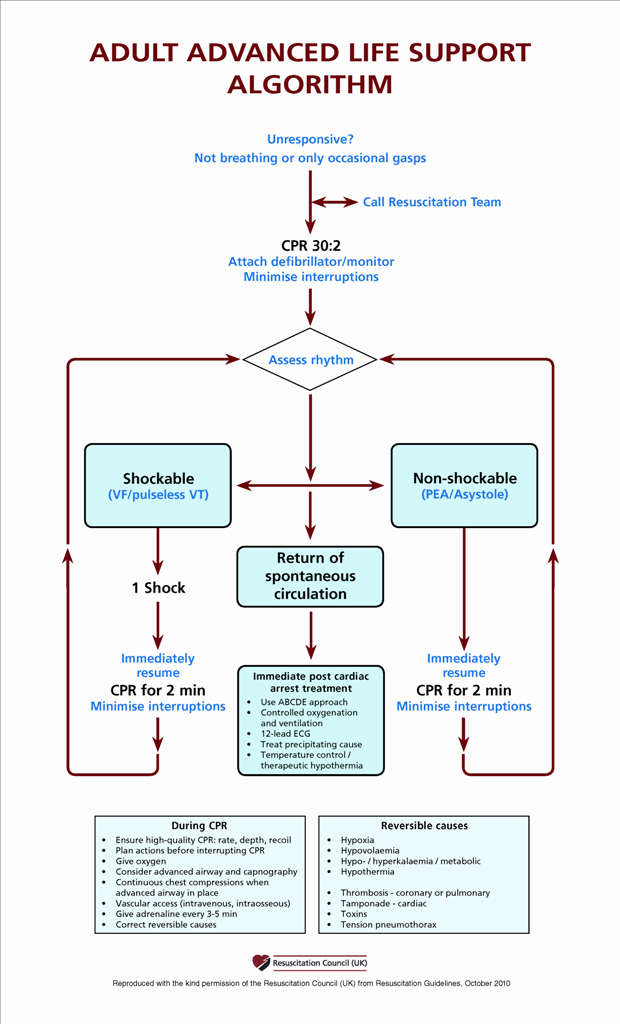 ADULT ADVANCED LIFE SUPPORT
ALGORITHM
Unresponsive?
Not breathing or only occasional gasps
Call Resuscitation Team
CPR 30:2
Attach defibrillator/monitor
Minimise interruptions
Assess rhythm
Shockable
(VF/pulseless VT)
Non-shockable
(PEA/Asystole)
Return of
spontaneous
circulation
1 Shock
Immediately
resume
CPR for 2 min
Minimise interruptions
Immediate post cardiac
arrest treatment
• Use ABCDE approach
• Controlled oxygenation
and ventilation
• 12-lead ECG
• Treat precipitating cause
• Temperature control /
therapeutic hypothermia
Immediately
resume
CPR for 2 min
Minimise interruptions
During CPR
• Ensure high-quality CPR: rate, depth, recoil
• Plan actions before interrupting CPR
• Give oxygen
• Consider advanced airway and capnography
• Continuous chest compressions when
advanced airway in place
• Vascular access (intravenous, intraosseous)
• Give adrenaline every 3-5 min
• Correct reversible causes
Reversible causes
• Hypoxia
• Hypovolaemia
• Hypo- / hyperkalaemia / metabolic
• Hypothermia
• Thrombosis - coronary or pulmonary
• Tamponade - cardiac
• Toxins
• Tension pneumothorax
Resuscitation Council (UK)
Reproduced with the kind permission of the Resuscitation Council (UK) from Resuscitation Guidelines, October 2010